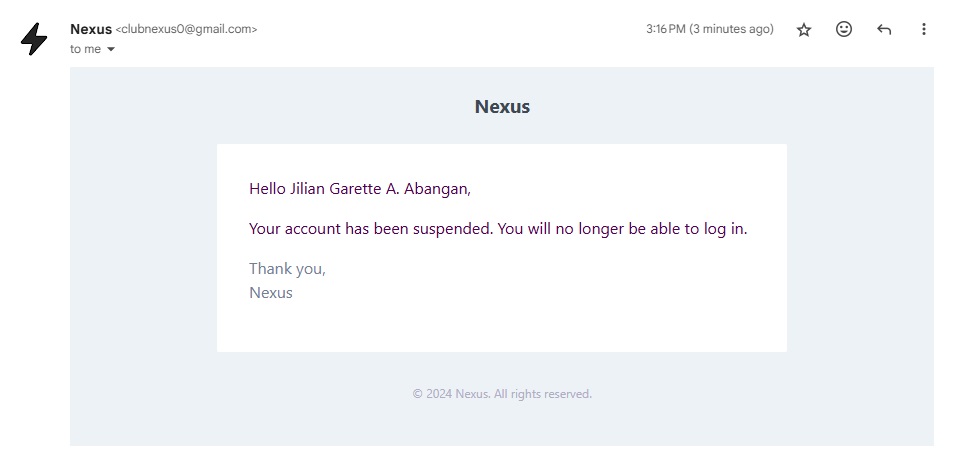 Nexus <clubnexus0@gmail.com>
3:16 PM (3 minutes ago)
to me
Nexus
Hello Jilian Garette A. Abangan,
Your account has been suspended. You will no longer be able to log in.
Thank you,
Nexus
© 2024 Nexus. All rights reserved.